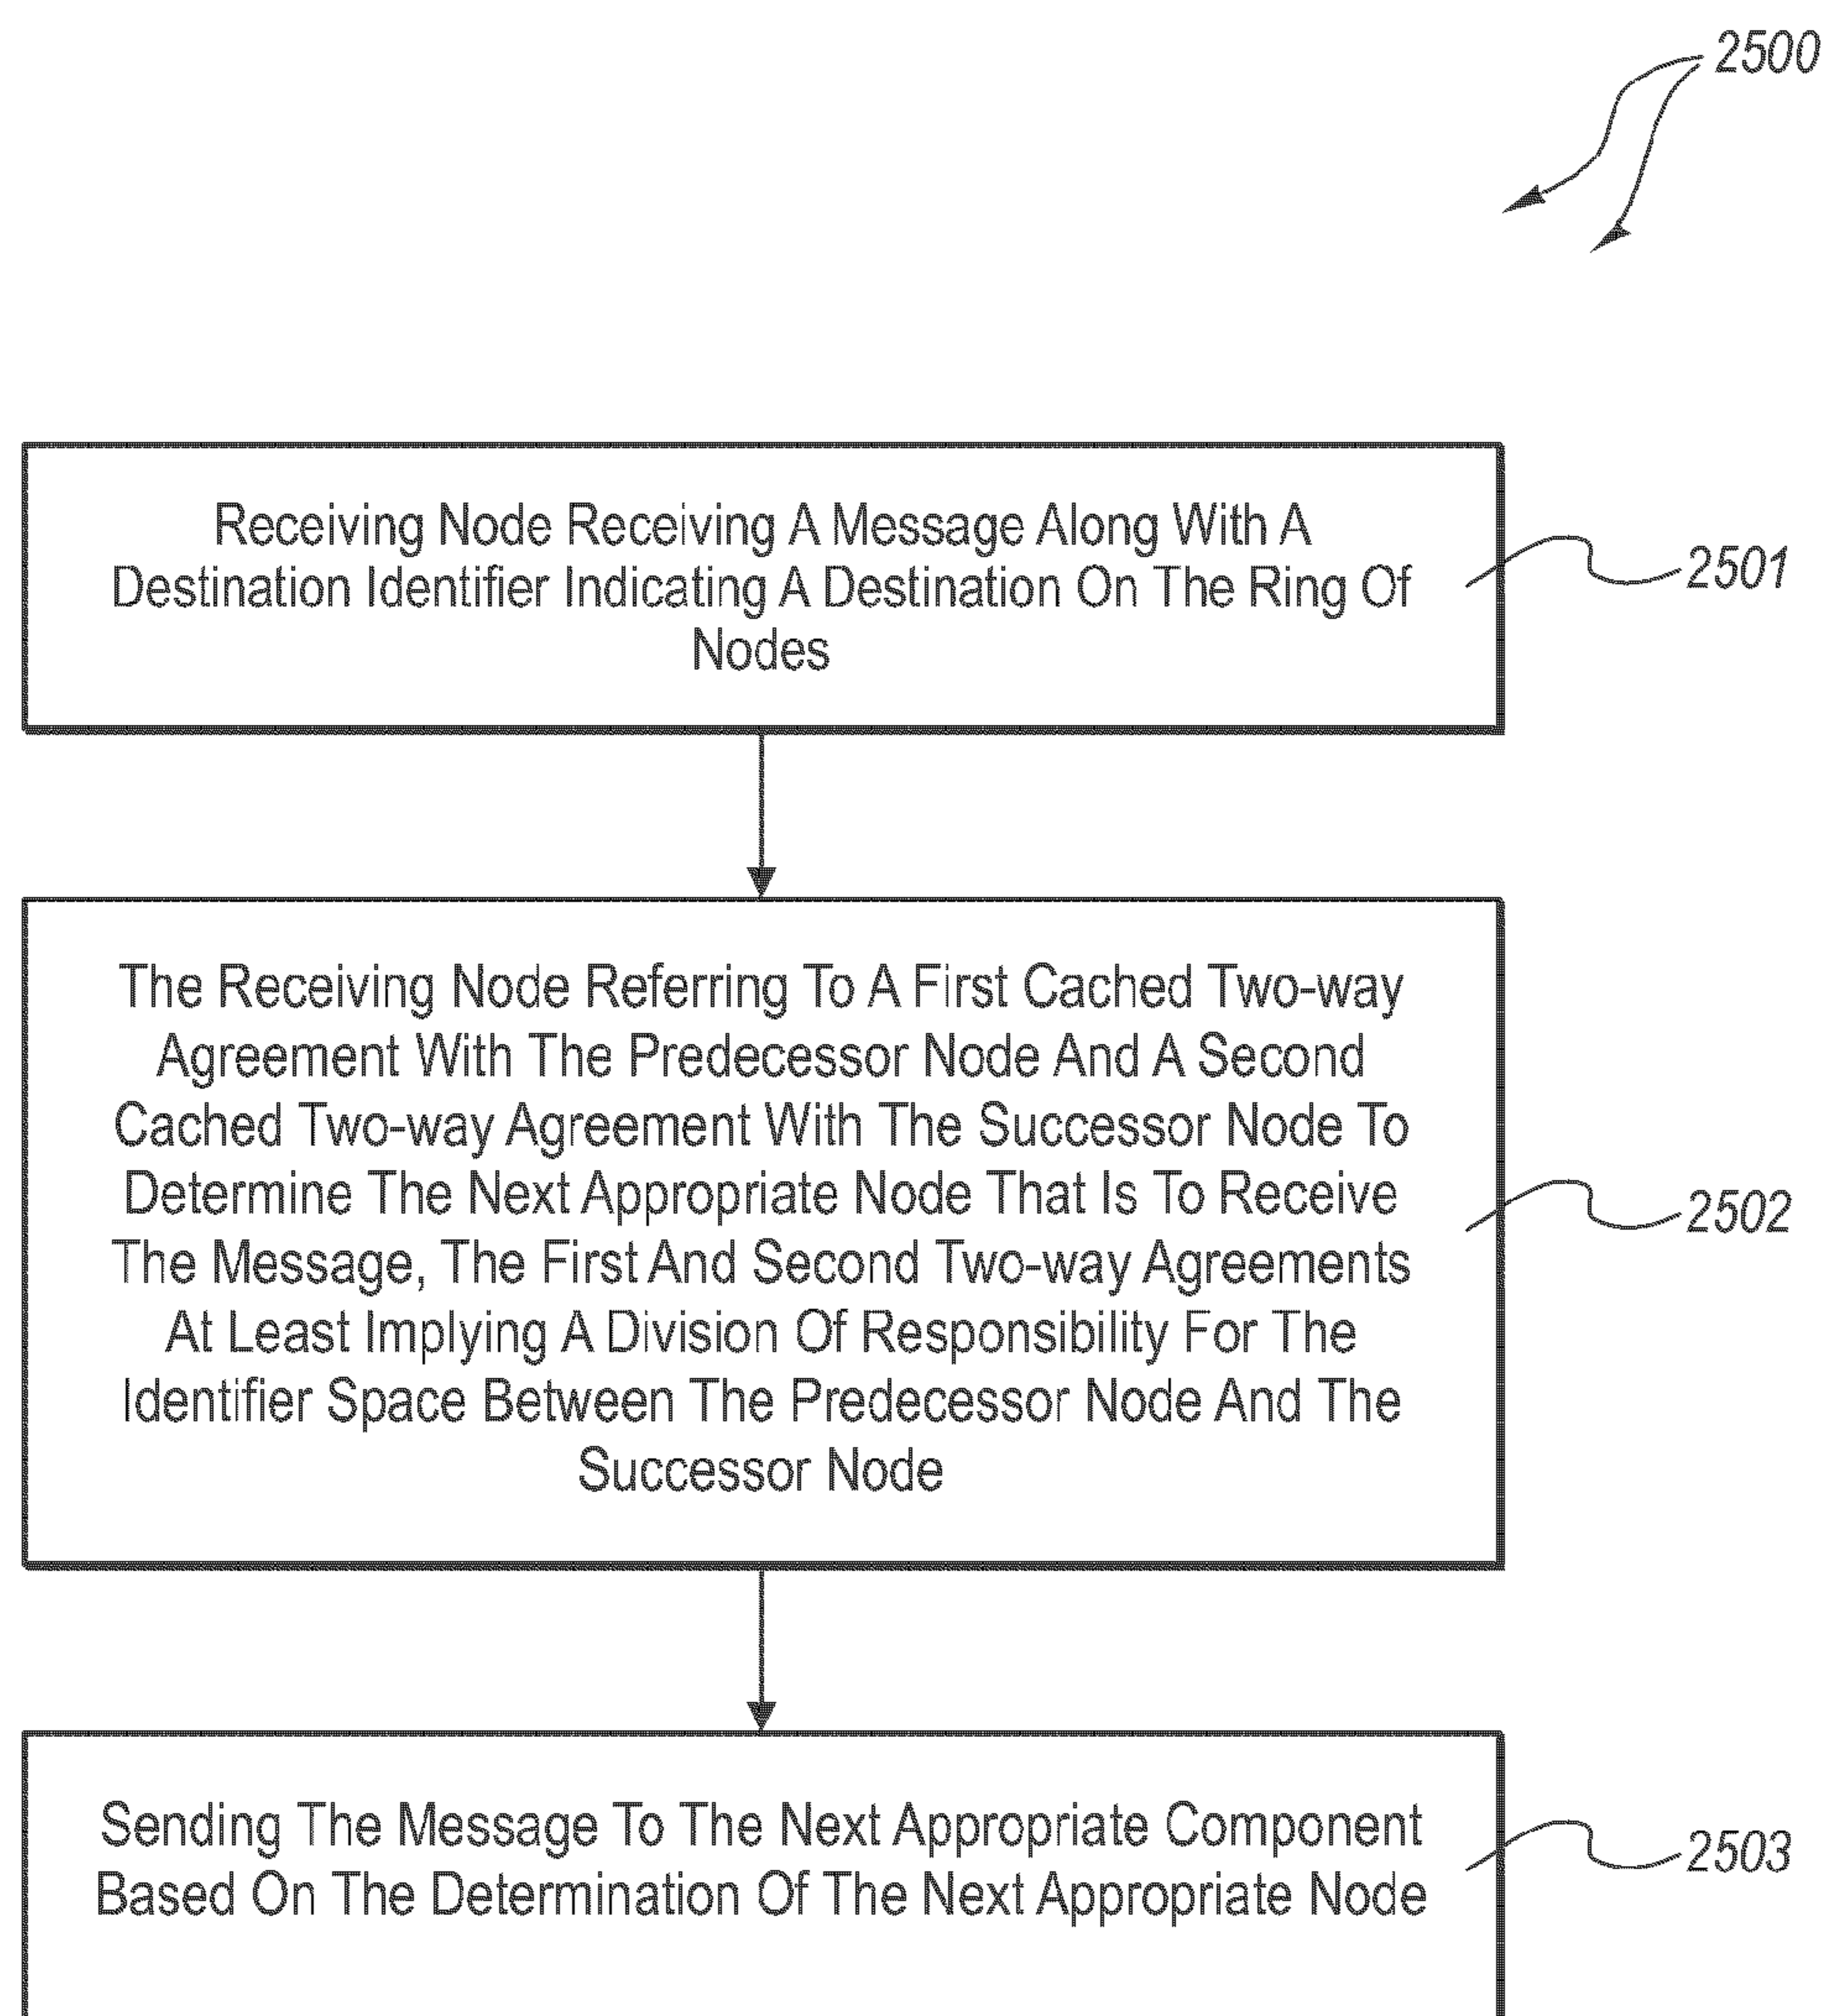 2500
Receiving Node Receiving A Message Along With A
Destination Identifier Indicating A Destination On The Ring Of
Nodes
2501
The Receiving Node Referring To A First Cached Two-way
Agreement With The Predecessor Node And A Second
Cached Two-way Agreement With The Successor Node To
Determine The Next Appropriate Node That Is To Receive
The Message, The First And Second Two-way Agreements
At Least Implying A Division Of Responsibility For The
Identifier Space Between The Predecessor Node And The
Successor Node
2502
Sending The Message To The Next Appropriate Component
Based On The Determination Of The Next Appropriate Node
2503